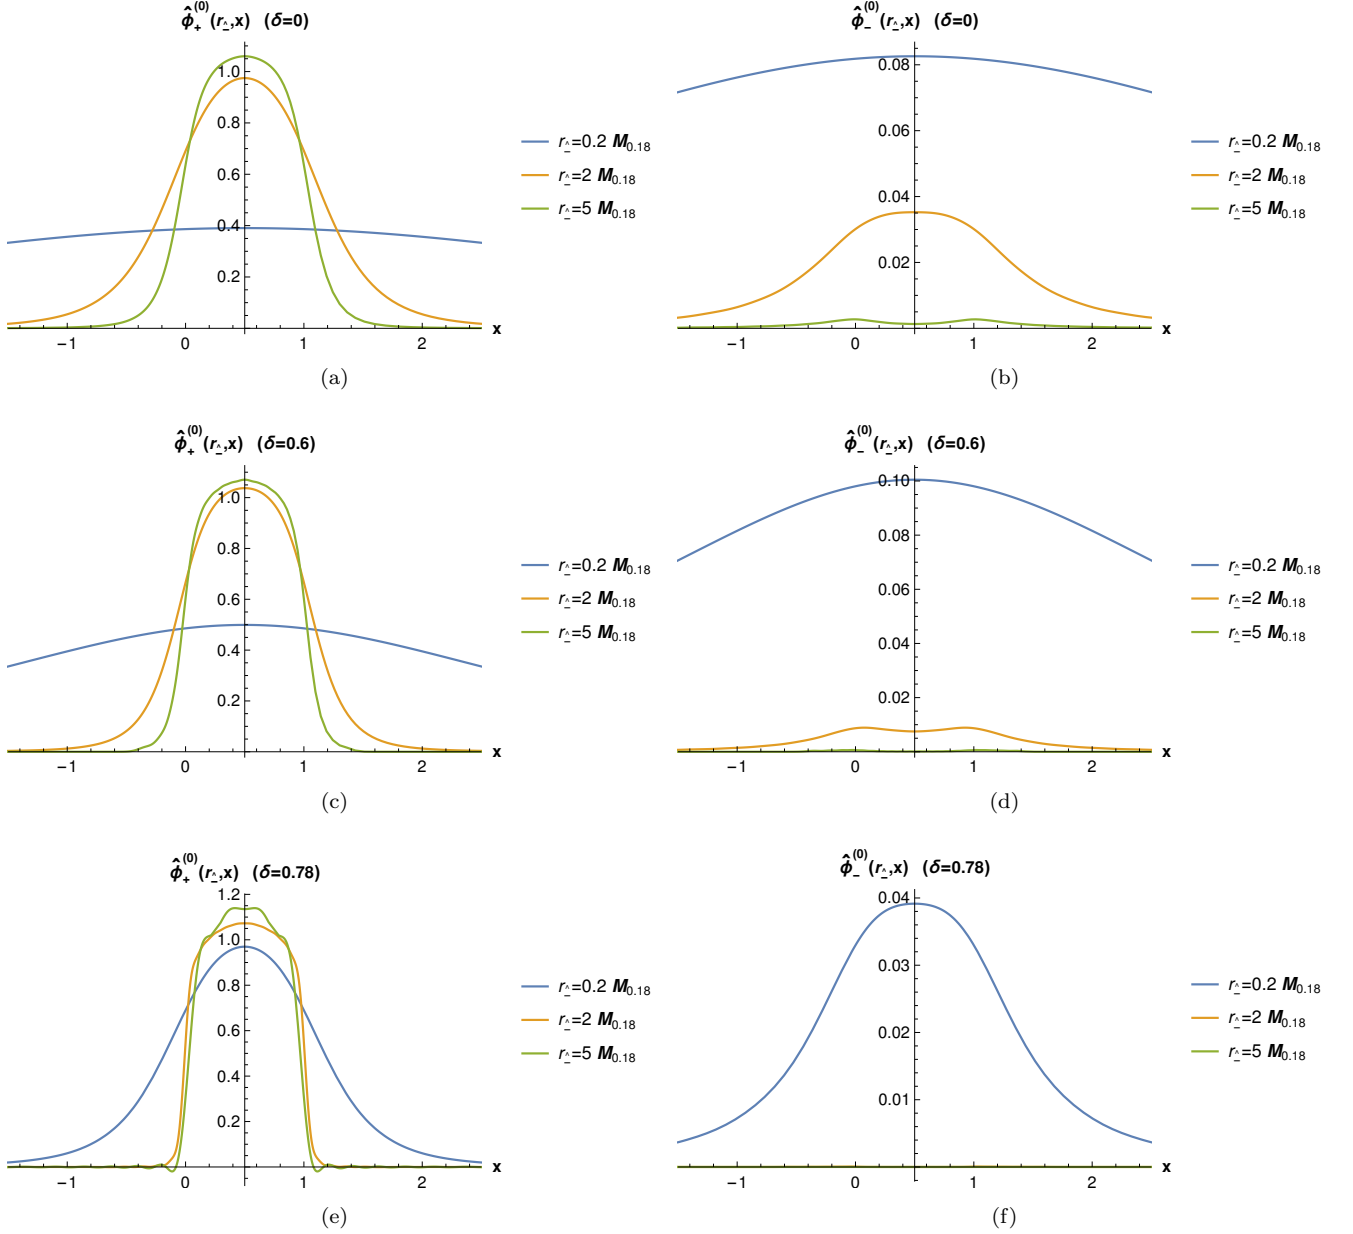 ϕ̂₊⁽⁰⁾(r₋̂,x) (δ=0)
1.0
0.8
0.6
0.4
0.2
−1 0 1 2 x
r₋̂=0.2 M₀.₁₈
r₋̂=2 M₀.₁₈
r₋̂=5 M₀.₁₈
(a)
ϕ̂₋⁽⁰⁾(r₋̂,x) (δ=0)
0.08
0.06
0.04
0.02
−1 0 1 2 x
r₋̂=0.2 M₀.₁₈
r₋̂=2 M₀.₁₈
r₋̂=5 M₀.₁₈
(b)
ϕ̂₊⁽⁰⁾(r₋̂,x) (δ=0.6)
1.0
0.8
0.6
0.4
0.2
−1 0 1 2 x
r₋̂=0.2 M₀.₁₈
r₋̂=2 M₀.₁₈
r₋̂=5 M₀.₁₈
(c)
ϕ̂₋⁽⁰⁾(r₋̂,x) (δ=0.6)
0.10
0.08
0.06
0.04
0.02
−1 0 1 2 x
r₋̂=0.2 M₀.₁₈
r₋̂=2 M₀.₁₈
r₋̂=5 M₀.₁₈
(d)
ϕ̂₊⁽⁰⁾(r₋̂,x) (δ=0.78)
1.2
1.0
0.8
0.6
0.4
0.2
−1 0 1 2 x
r₋̂=0.2 M₀.₁₈
r₋̂=2 M₀.₁₈
r₋̂=5 M₀.₁₈
(e)
ϕ̂₋⁽⁰⁾(r₋̂,x) (δ=0.78)
0.04
0.03
0.02
0.01
−1 0 1 2 x
r₋̂=0.2 M₀.₁₈
r₋̂=2 M₀.₁₈
r₋̂=5 M₀.₁₈
(f)